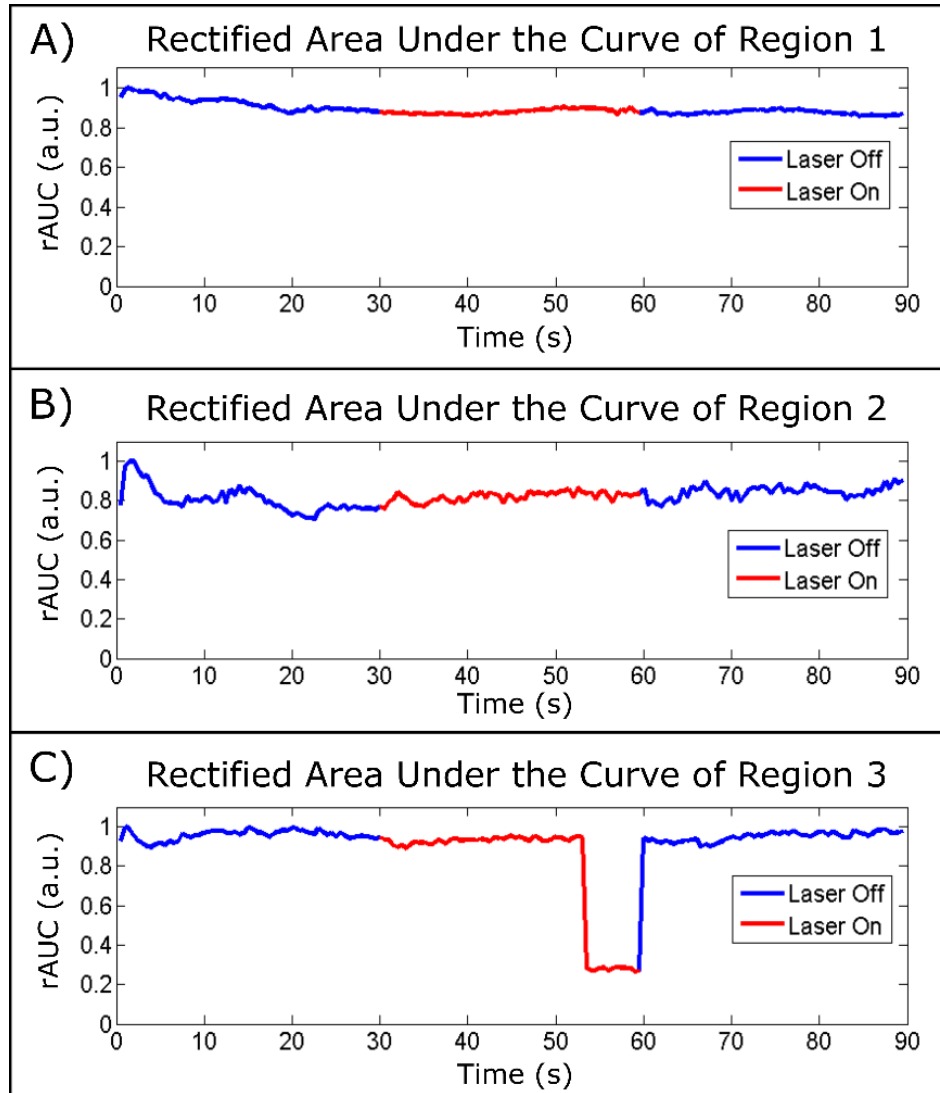 A) Rectified Area Under the Curve of Region 1
1
0.8
0.6
0.4
0.2
0
rAUC (a.u.)
Laser Off
Laser On
0 10 20 30 40 50 60 70 80 90
Time (s)
B) Rectified Area Under the Curve of Region 2
1
0.8
0.6
0.4
0.2
0
rAUC (a.u.)
Laser Off
Laser On
0 10 20 30 40 50 60 70 80 90
Time (s)
C) Rectified Area Under the Curve of Region 3
1
0.8
0.6
0.4
0.2
0
rAUC (a.u.)
Laser Off
Laser On
0 10 20 30 40 50 60 70 80 90
Time (s)